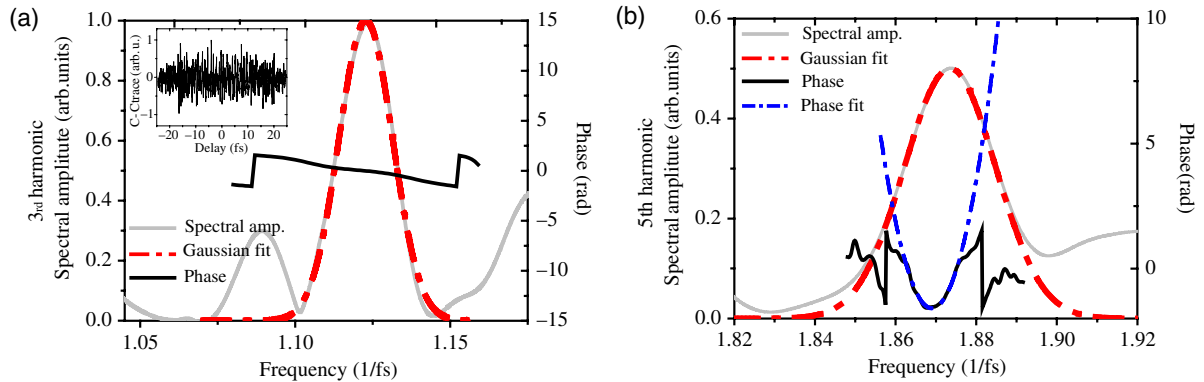 (a)
1.0
0.8
0.6
0.4
0.2
0.0
3rd harmonic
Spectral amplitute (arb.units)
C-Ctrace (arb. u.)
1
0
−1
−20 −10 0 10 20
Delay (fs)
Spectral amp.
Gaussian fit
Phase
15
10
5
0
−5
−10
−15
Phase (rad)
1.05 1.10 1.15
Frequency (1/fs)
(b)
0.6
0.4
0.2
0.0
5th harmonic
Spectral amplitute (arb.units)
Spectral amp.
Gaussian fit
Phase
Phase fit
10
5
0
Phase(rad)
1.82 1.84 1.86 1.88 1.90 1.92
Frequency (1/fs)